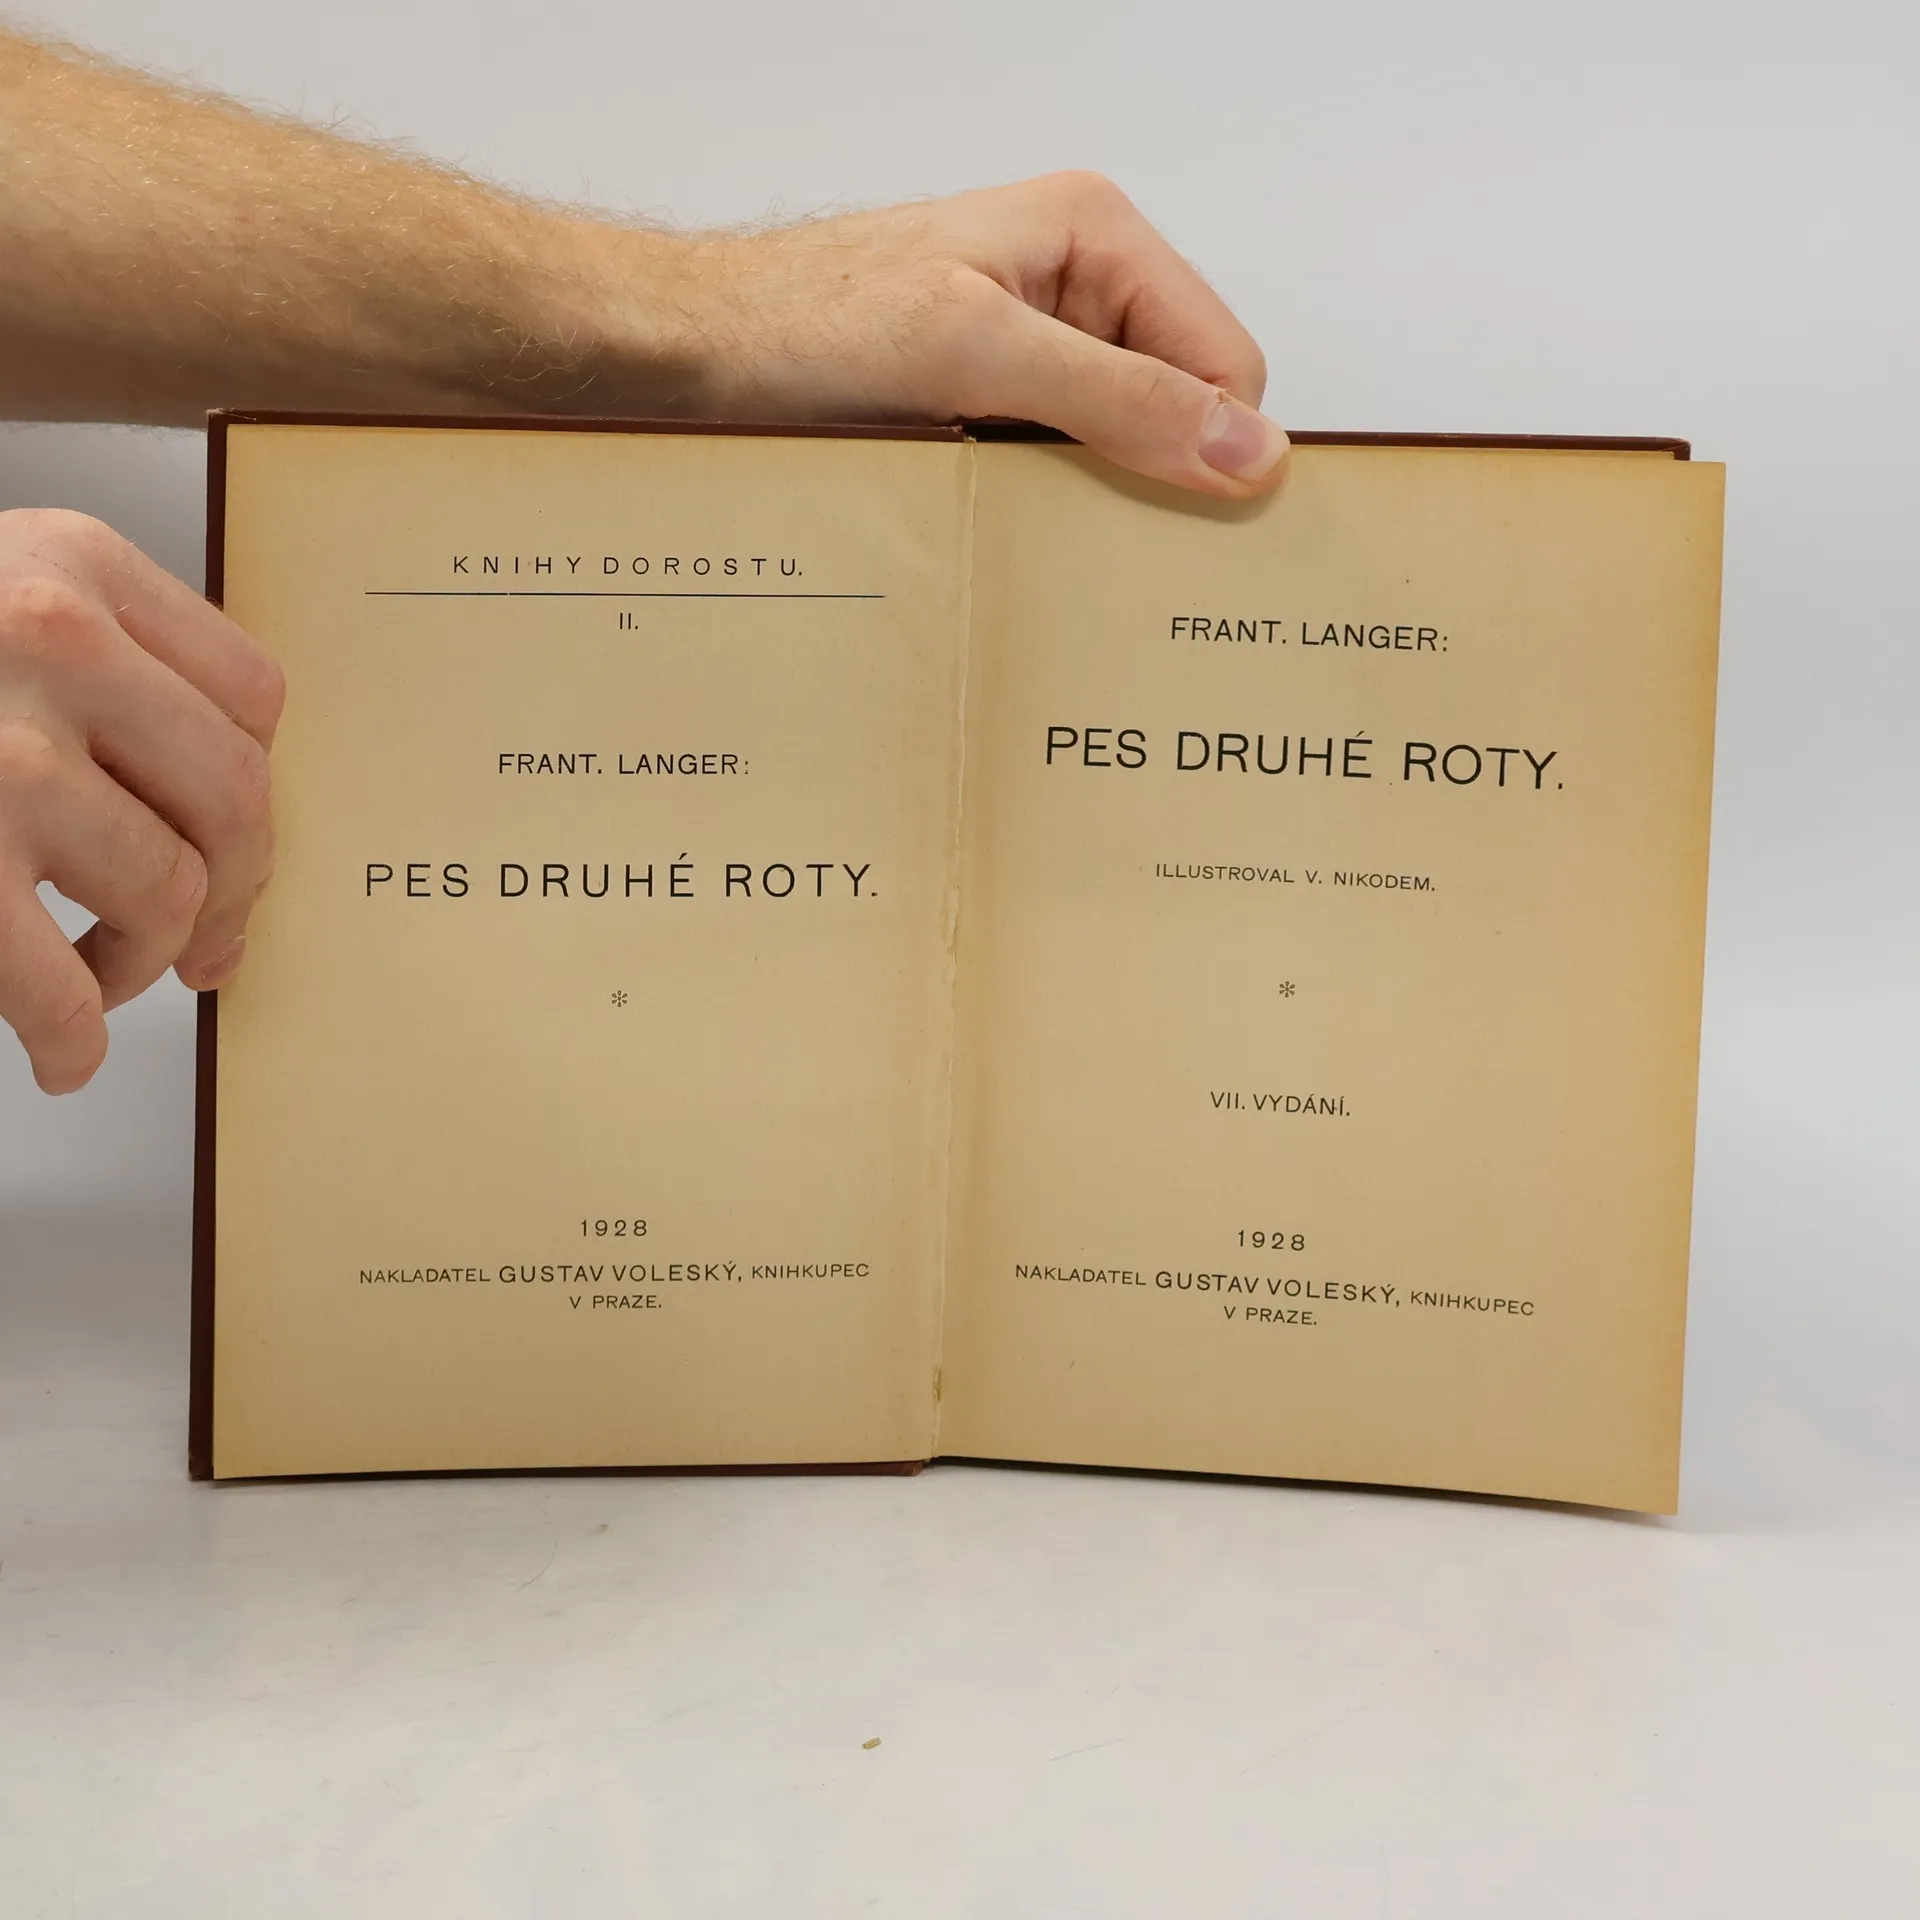 KNIHY DOROSTU.
II.
FRANT. LANGER:
PES DRUHÉ ROTY.
*
1928
NAKLADATEL GUSTAV VOLESKÝ, KNIHKUPEC
V PRAZE.
FRANT. LANGER:
PES DRUHÉ ROTY.
ILLUSTROVAL V. NIKODEM.
*
VII. VYDÁNÍ.
1928
NAKLADATEL GUSTAV VOLESKÝ, KNIHKUPEC
V PRAZE.